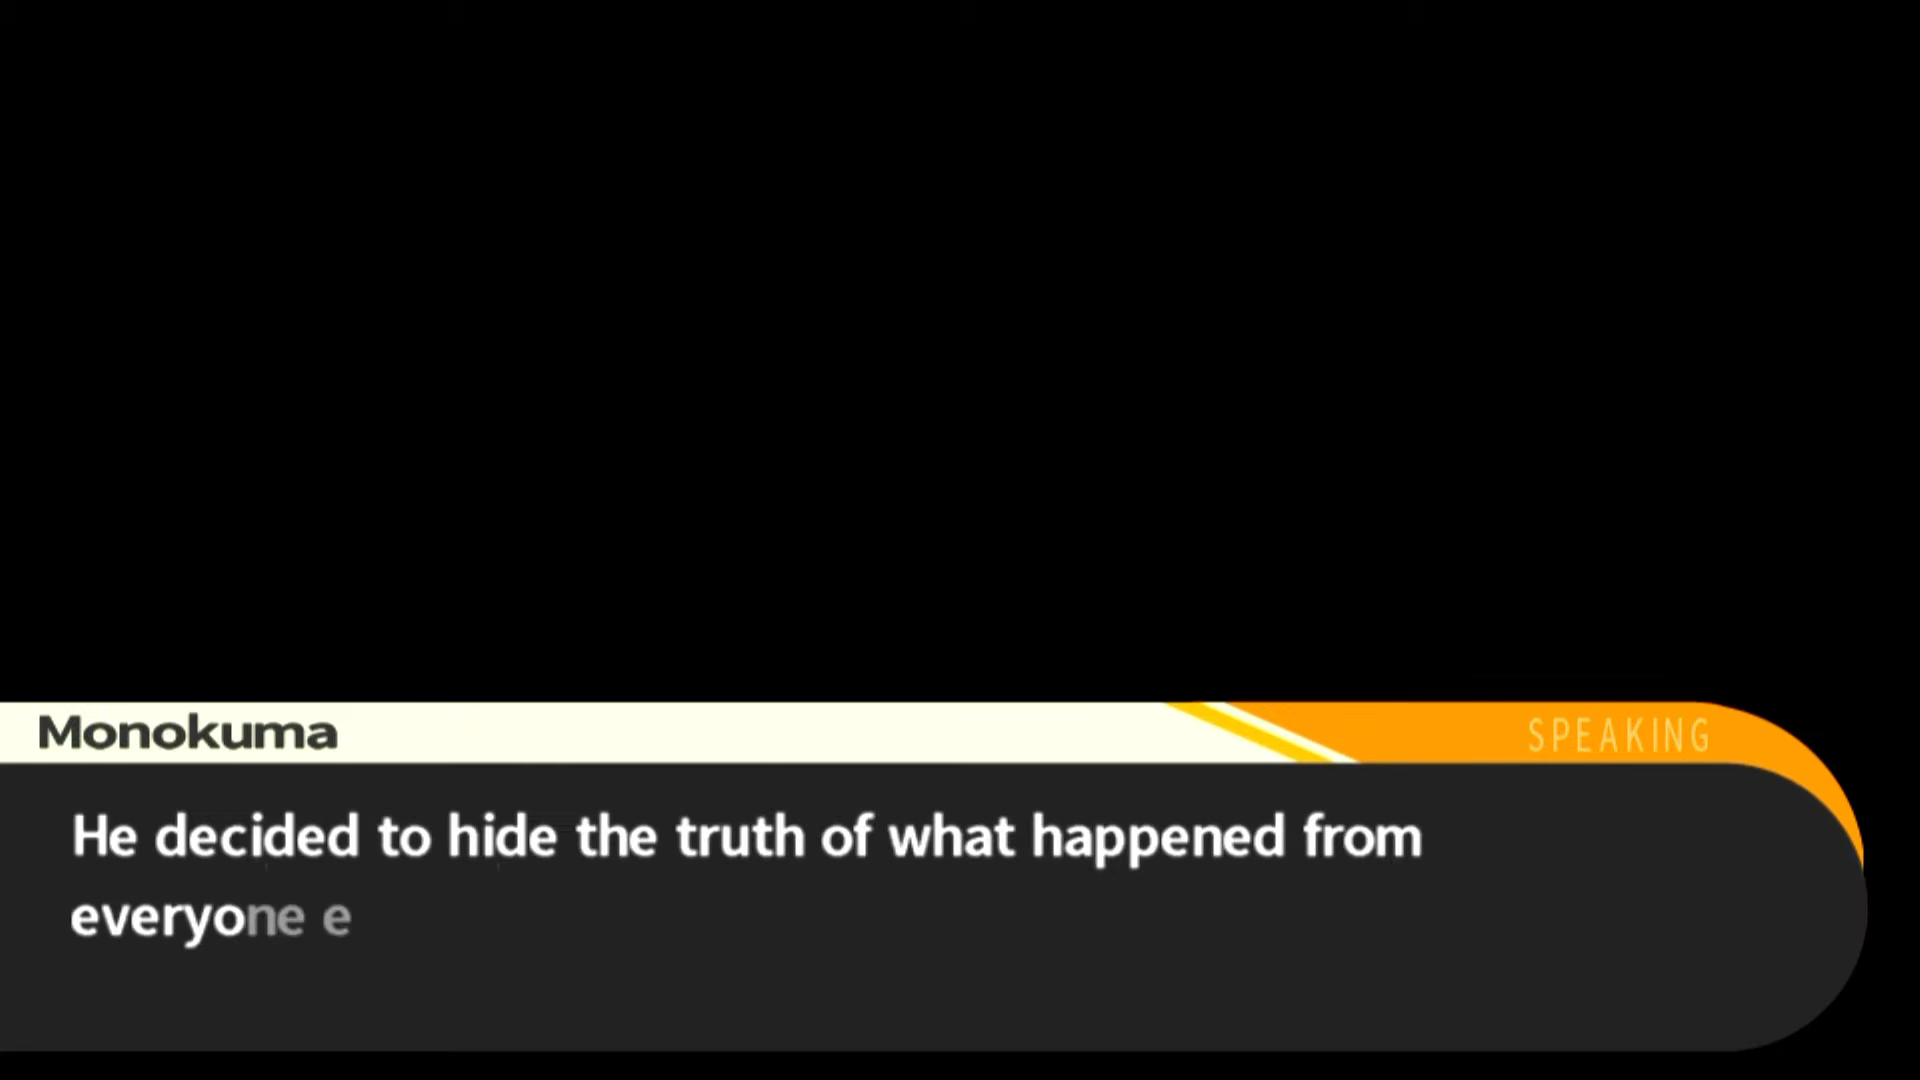 Monokuma
SPEAKING
He decided to hide the truth of what happened from
everyone e